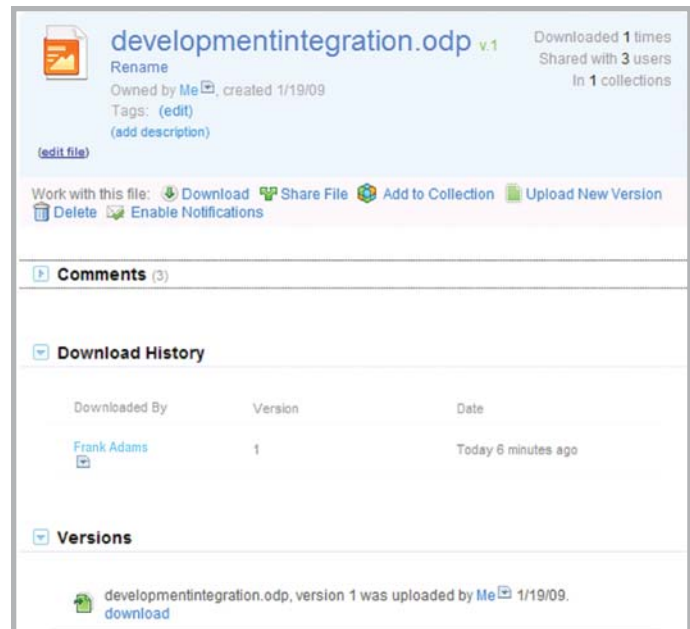 developmentintegration.odp v.1
Downloaded 1 times
Rename
Shared with 3 users
Owned by Me, created 1/19/09
In 1 collections
Tags: (edit)
(add description)
(edit file)
Work with this file: Download Share File Add to Collection Upload New Version
Delete Enable Notifications
Comments (3)
Download History
Downloaded By Version Date
Frank Adams 1 Today 6 minutes ago
Versions
developmentintegration.odp, version 1 was uploaded by Me 1/19/09.
download